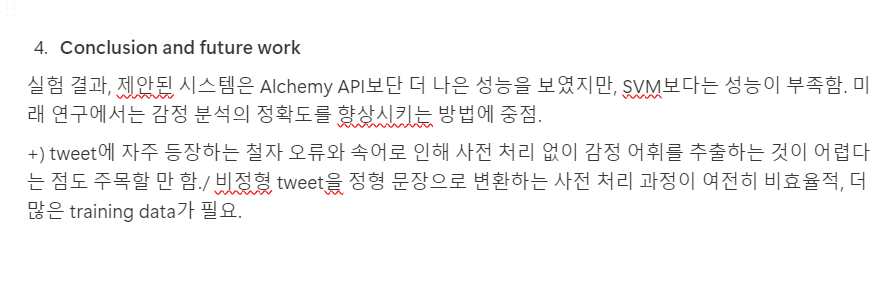 4. Conclusion and future work
실험 결과, 제안된 시스템은 Alchemy API보단 더 나은 성능을 보였지만, SVM보다는 성능이 부족함. 미
래 연구에서는 감정 분석의 정확도를 향상시키는 방법에 중점.
+) tweet에 자주 등장하는 철자 오류와 속어로 인해 사전 처리 없이 감정 어휘를 추출하는 것이 어렵다
는 점도 주목할 만 함./ 비정형 tweet을 정형 문장으로 변환하는 사전 처리 과정이 여전히 비효율적, 더
많은 training data가 필요.